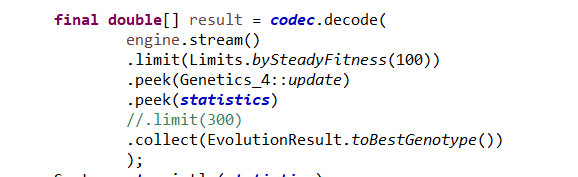 final double[] result = codec.decode(
engine.stream()
.limit(Limits.bySteadyFitness(100))
.peek(Genetics_4::update)
.peek(statistics)
//.limit(300)
.collect(EvolutionResult.toBestGenotype())
);